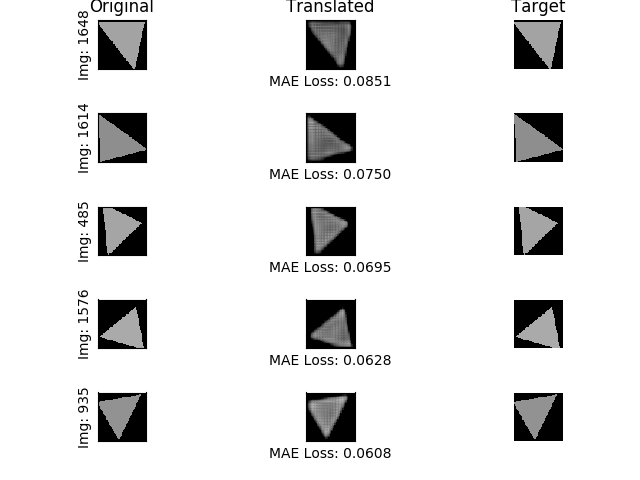 Original Translated Target
Img: 1648
MAE Loss: 0.0851
Img: 1614
MAE Loss: 0.0750
Img: 485
MAE Loss: 0.0695
Img: 1576
MAE Loss: 0.0628
Img: 935
MAE Loss: 0.0608